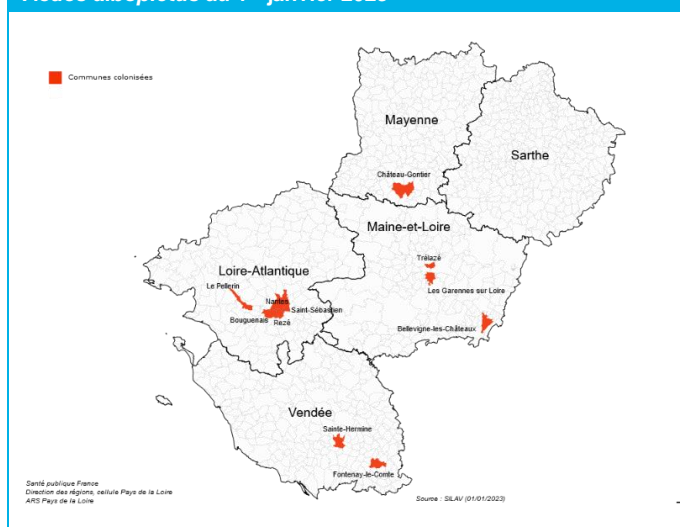 Communes colonisées
Mayenne
Sarthe
Château-Gontier
Maine-et-Loire
Trélazé
Loire-Atlantique
Le Pellerin
Nantes
Les Garennes sur Loire
Saint-Sébastien
Bouguenais
Rezé
Bellevigne-les-Châteaux
Vendée
Sainte-Hermine
Fontenay-le-Comte
Santé publique France
Direction des régions, cellule Pays de la Loire
ARS Pays de la Loire
Source : SILAV (01/01/2023)